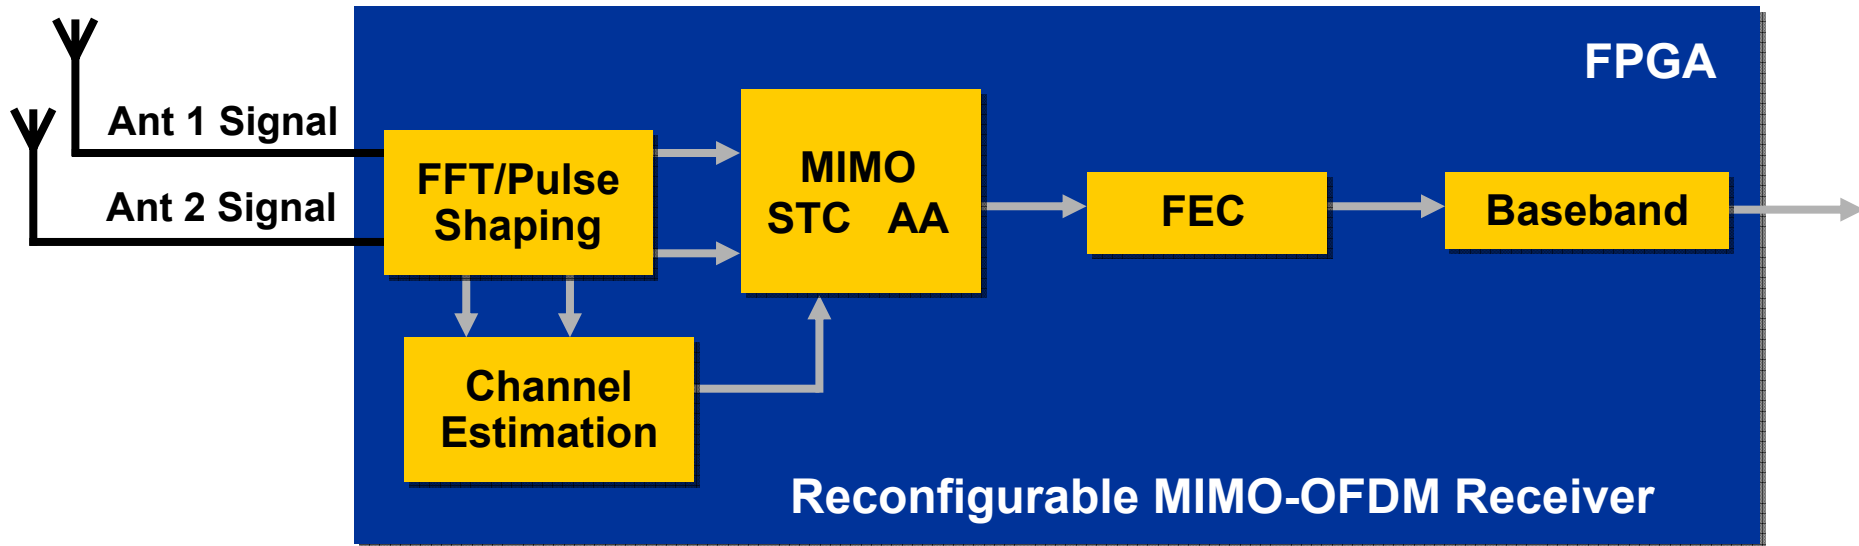 FPGA
Ant 1 Signal
Ant 2 Signal
FFT/Pulse
Shaping
MIMO
STC AA
FEC
Baseband
Channel
Estimation
Reconfigurable MIMO-OFDM Receiver